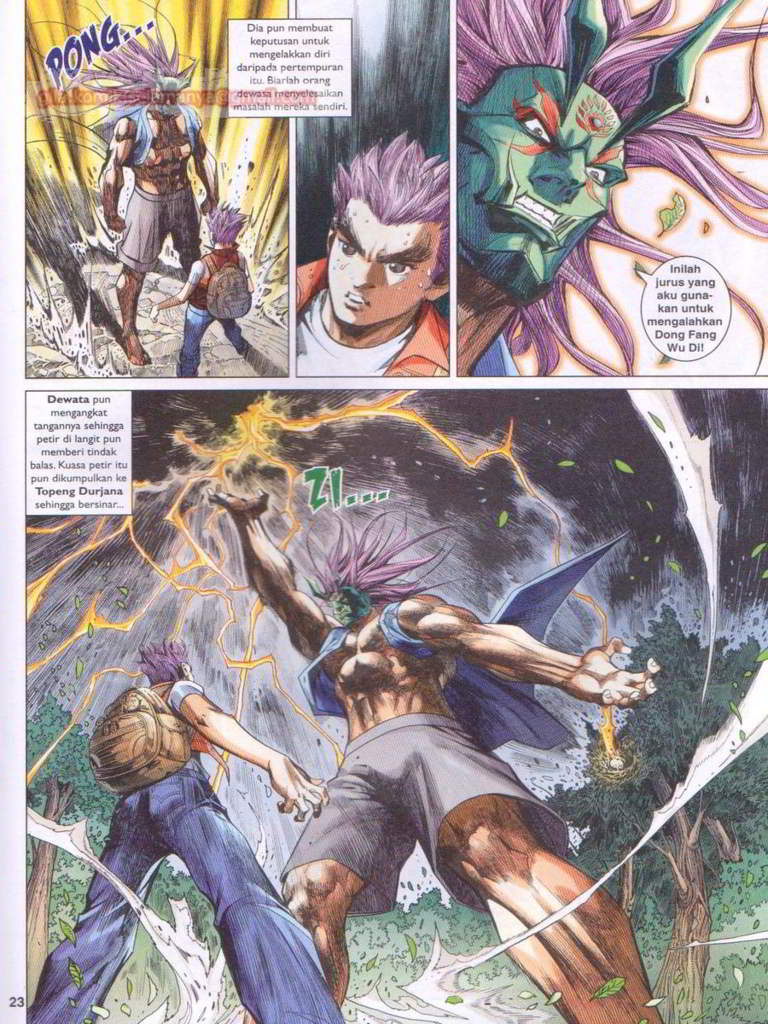 PONG...
Dia pun membuat
keputusan untuk
mengelakkan diri
daripada pertempuran
itu. Biarlah orang
dewasa menyelesaikan
masalah mereka sendiri.
Inilah
jurus yang
aku guna-
kan untuk
mengalahkan
Dong Fang
Wu Di!
Dewata pun
mengangkat
tangannya sehingga
petir di langit pun
memberi tindak
balas. Kuasa petir itu
pun dikumpulkan ke
Topeng Durjana
sehingga bersinar...
ZI...
23